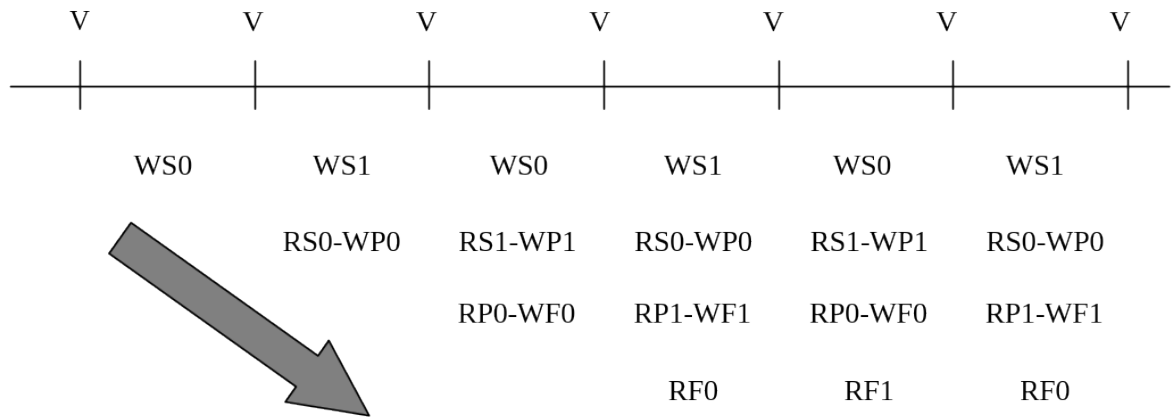 V V V V V V V
WS0 WS1 WS0 WS1 WS0 WS1
RS0-WP0 RS1-WP1 RS0-WP0 RS1-WP1 RS0-WP0
RP0-WF0 RP1-WF1 RP0-WF0 RP1-WF1
RF0 RF1 RF0